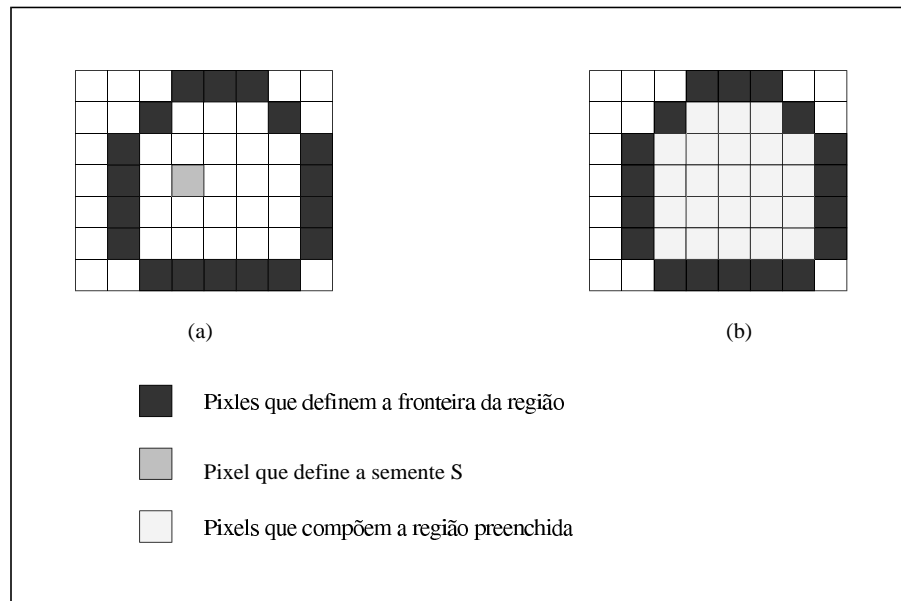 (a)
(b)
Pixles que definem a fronteira da região
Pixel que define a semente S
Pixels que compõem a região preenchida